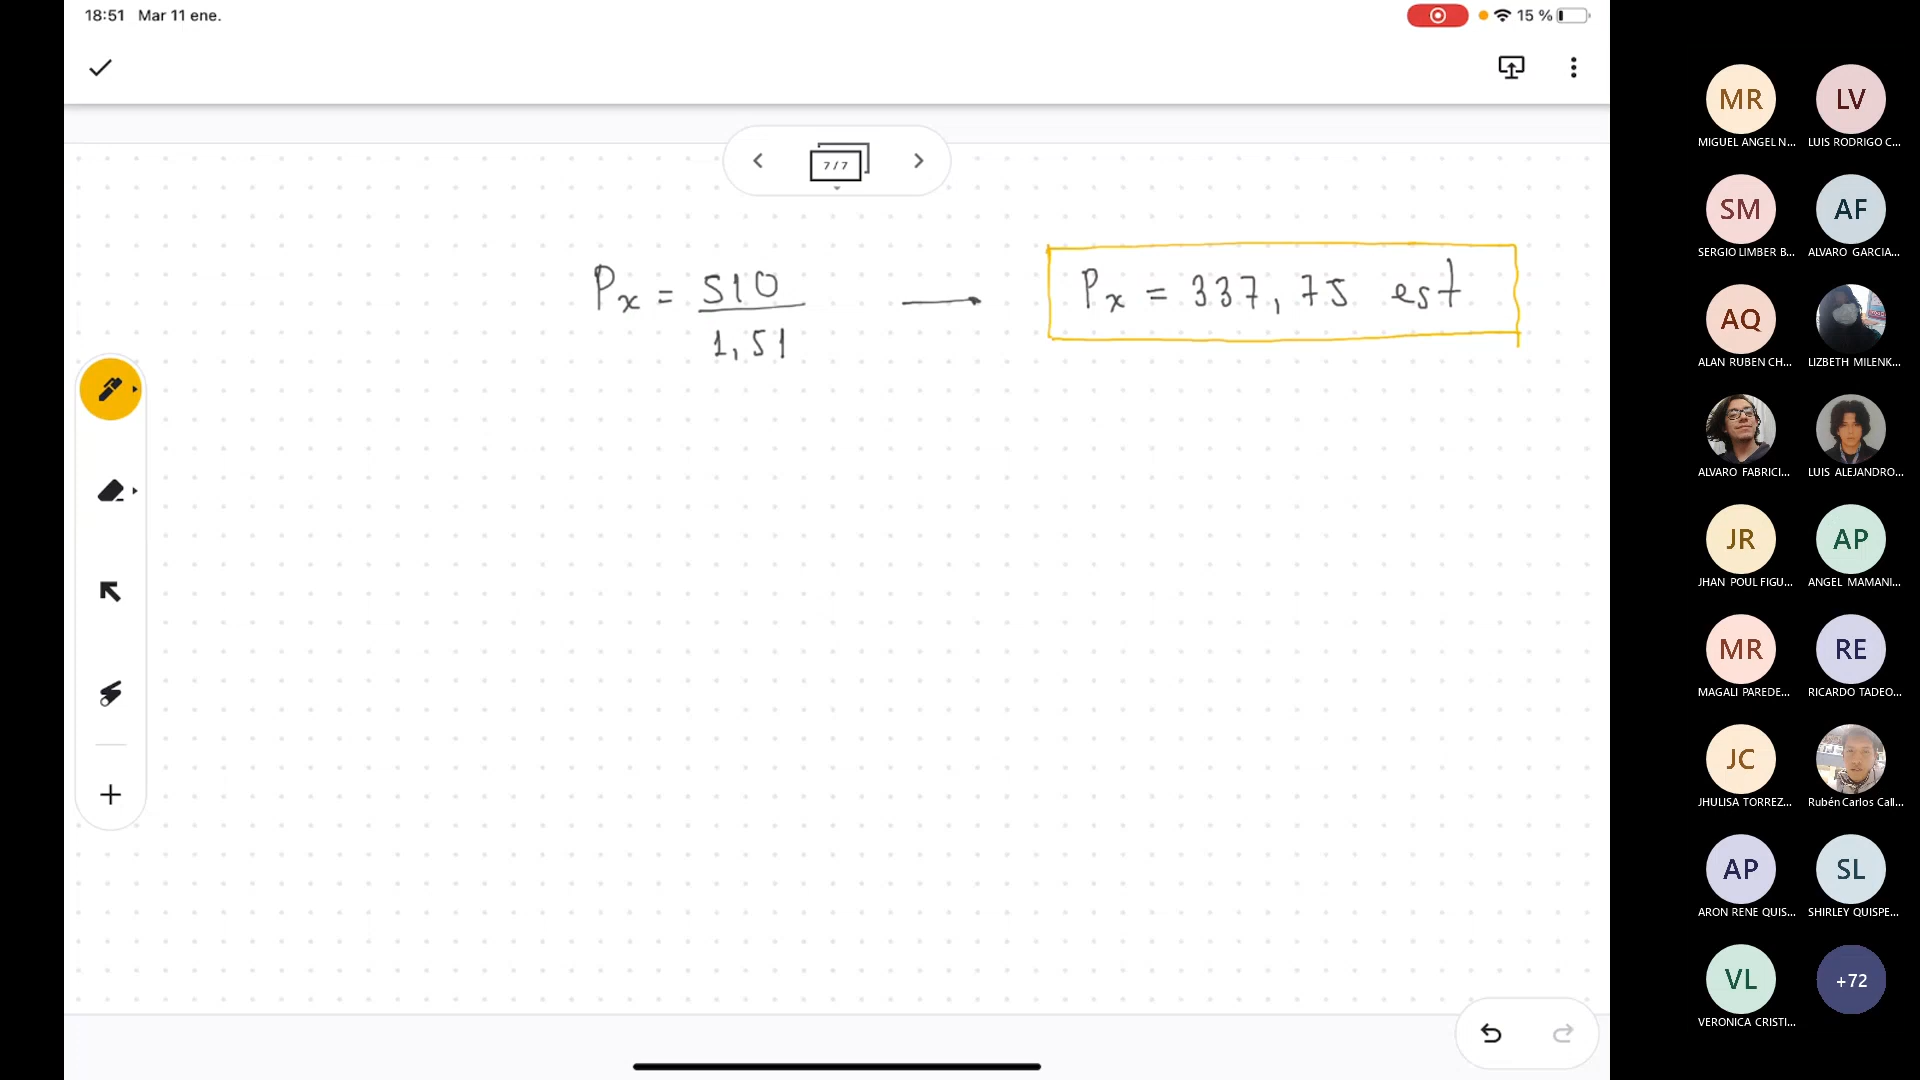 18:51 Mar 11 ene.
15 %
7 / 7
Px = 510 / 1,51 → Px = 337,75 est
MR LV
MIGUEL ANGEL N... LUIS RODRIGO C...
SM AF
SERGIO LIMBER B... ALVARO GARCIA...
AQ
ALAN RUBEN CH... LIZBETH MILENK...
ALVARO FABRICI... LUIS ALEJANDRO...
JR AP
JHAN POUL FIGU... ANGEL MAMANI...
MR RE
MAGALI PAREDE... RICARDO TADEO...
JC
JHULISA TORREZ... Rubén Carlos Call...
AP SL
ARON RENE QUIS... SHIRLEY QUISPE...
VL +72
VERONICA CRISTI...